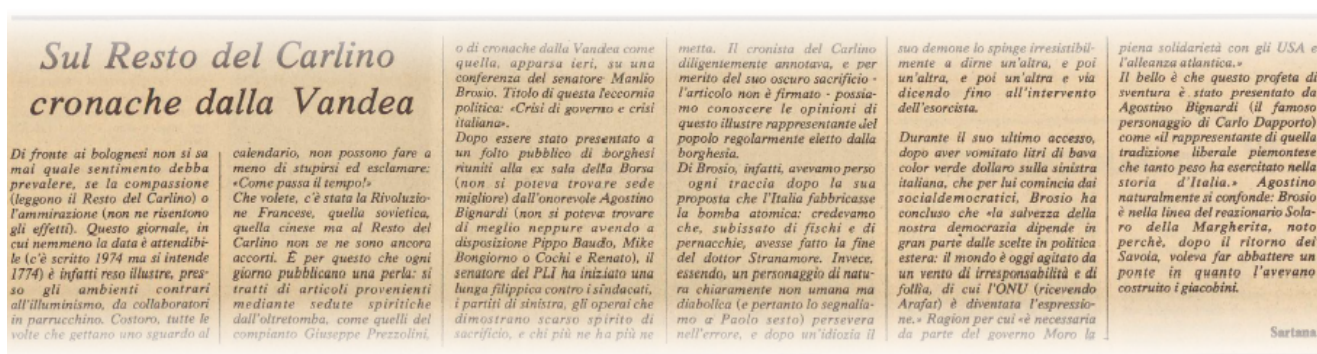 Sul Resto del Carlino
cronache dalla Vandea
Di fronte ai bolognesi non si sa
mai quale sentimento debba
prevalere, se la compassione
(leggono il Resto del Carlino) o
l'ammirazione (non ne risentono
gli effetti). Questo giornale, in
cui nemmeno la data è attendibi-
le (c'è scritto 1974 ma si intende
1774) è infatti reso illustre, pres-
so gli ambienti contrari
all'illuminismo, da collaboratori
in parrucchino. Costoro, tutte le
volte che gettano uno sguardo al
calendario, non possono fare a
meno di stupirsi ed esclamare:
«Come passa il tempo!»
Che volete, c'è stata la Rivoluzio-
ne Francese, quella sovietica,
quella cinese ma al Resto del
Carlino non se ne sono ancora
accorti. È per questo che ogni
giorno pubblicano una perla: si
tratti di articoli provenienti
mediante sedute spiritiche
dall'oltretomba, come quelli del
compianto Giuseppe Prezzolini,
o di cronache dalla Vandea come
quella, apparsa ieri, su una
conferenza del senatore Manlio
Brosio. Titolo di questa leccornia
politica: «Crisi di governo e crisi
italiana».
Dopo essere stato presentato a
un folto pubblico di borghesi
riuniti alla ex sala della Borsa
(non si poteva trovare sede
migliore) dall'onorevole Agostino
Bignardi (non si poteva trovare
di meglio neppure avendo a
disposizione Pippo Baudo, Mike
Bongiorno o Cochi e Renato), il
senatore del PLI ha iniziato una
lunga filippica contro i sindacati,
i partiti di sinistra, gli operai che
dimostrano scarso spirito di
sacrificio, e chi più ne ha più ne
metta. Il cronista del Carlino
diligentemente annotava, e per
merito del suo oscuro sacrificio -
l'articolo non è firmato - possia-
mo conoscere le opinioni di
questo illustre rappresentante del
popolo regolarmente eletto dalla
borghesia.
Di Brosio, infatti, avevamo perso
ogni traccia dopo la sua
proposta che l'Italia fabbricasse
la bomba atomica: credevamo
che, subissato di fischi e di
pernacchie, avesse fatto la fine
del dottor Stranamore. Invece,
essendo, un personaggio di natu-
ra chiaramente non umana ma
diabolica (e pertanto lo segnalia-
mo a Paolo sesto) persevera
nell'errore, e dopo un'idiozia il
suo demone lo spinge irresistibil-
mente a dirne un'altra, e poi
un'altra, e poi un'altra e via
dicendo fino all'intervento
dell'esorcista.
Durante il suo ultimo accesso,
dopo aver vomitato litri di bava
color verde dollaro sulla sinistra
italiana, che per lui comincia dai
socialdemocratici, Brosio ha
concluso che «la salvezza della
nostra democrazia dipende in
gran parte dalle scelte in politica
estera: il mondo è oggi agitato da
un vento di irresponsabilità e di
follia, di cui l'ONU (ricevendo
Arafat) è diventata l'espressio-
ne.» Ragion per cui «è necessaria
da parte del governo Moro la
piena solidarietà con gli USA e
l'alleanza atlantica.»
Il bello è che questo profeta di
sventura è stato presentato da
Agostino Bignardi (il famoso
personaggio di Carlo Dapporto)
come «il rappresentante di quella
tradizione liberale piemontese
che tanto peso ha esercitato nella
storia d'Italia.» Agostino
naturalmente si confonde: Brosio
è nella linea del reazionario Sola-
ro della Margherita, noto
perchè, dopo il ritorno dei
Savoia, voleva far abbattere un
ponte in quanto l'avevano
costruito i giacobini.
Sartana